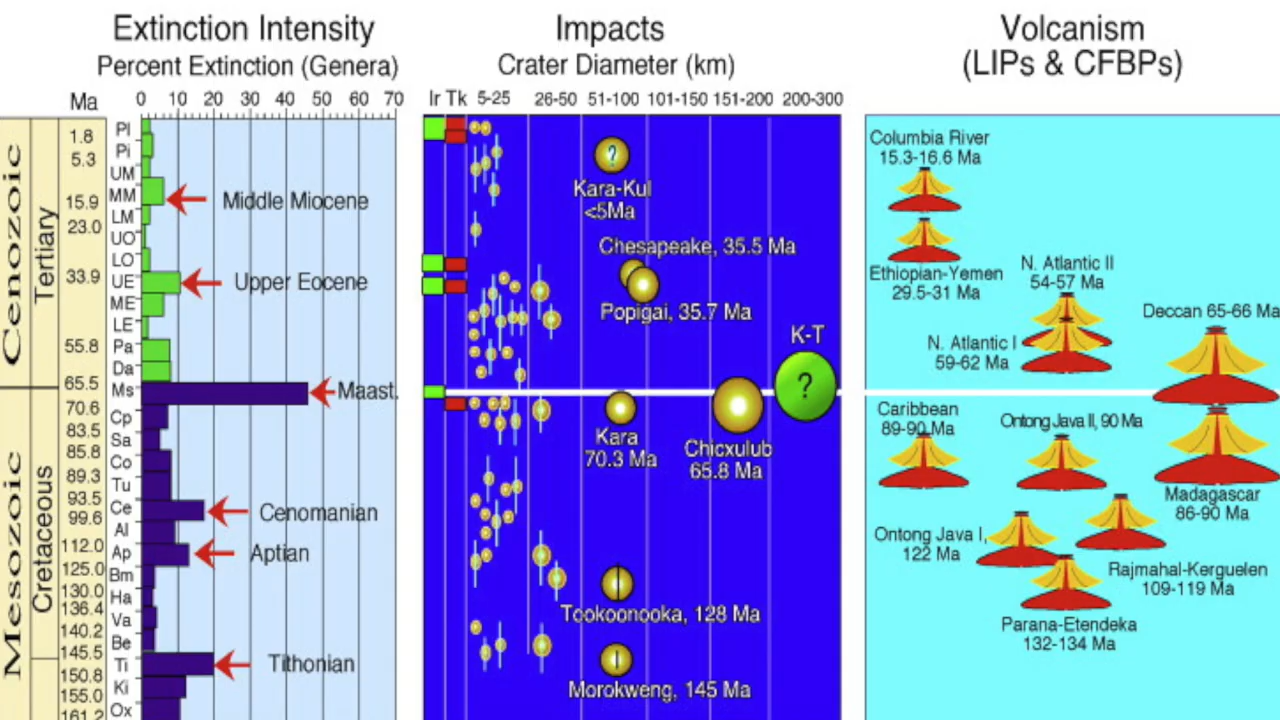 Extinction Intensity
Percent Extinction (Genera)
Ma 0 10 20 30 40 50 60 70
Cenozoic
Tertiary
Mesozoic
Cretaceous
1.8
5.3
15.9
23.0
33.9
55.8
65.5
70.6
83.5
85.8
89.3
93.5
99.6
112.0
125.0
130.0
136.4
140.2
145.5
150.8
155.0
161.2
Pl
Pi
UM
MM
LM
UO
LO
UE
ME
LE
Pa
Da
Ms
Cp
Sa
Co
Tu
Ce
Al
Ap
Bm
Ha
Va
Be
Ti
Ki
Ox
Middle Miocene
Upper Eocene
Maast.
Cenomanian
Aptian
Tithonian
Impacts
Crater Diameter (km)
Ir Tk 5-25 26-50 51-100 101-150 151-200 200-300
?
Kara-Kul
<5Ma
Chesapeake, 35.5 Ma
Popigai, 35.7 Ma
K-T
?
Kara
70.3 Ma
Chicxulub
65.8 Ma
Tookoonooka, 128 Ma
Morokweng, 145 Ma
Volcanism
(LIPs & CFBPs)
Columbia River
15.3-16.6 Ma
Ethiopian-Yemen
29.5-31 Ma
N. Atlantic II
54-57 Ma
N. Atlantic I
59-62 Ma
Deccan 65-66 Ma
Caribbean
89-90 Ma
Ontong Java II, 90 Ma
Madagascar
86-90 Ma
Ontong Java I,
122 Ma
Rajmahal-Kerguelen
109-119 Ma
Parana-Etendeka
132-134 Ma